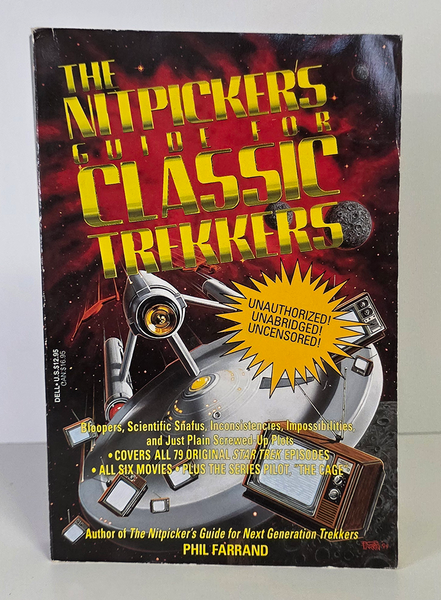 THE
NITPICKER'S
GUIDE FOR
CLASSIC
TREKKERS
UNAUTHORIZED!
UNABRIDGED!
UNCENSORED!
DELL • U.S. $12.95
CAN. $16.95
Bloopers, Scientific Snafus, Inconsistencies, Impossibilities,
and Just Plain Screwed-Up Plots
• COVERS ALL 79 ORIGINAL STAR TREK EPISODES
• ALL SIX MOVIES • PLUS THE SERIES PILOT, "THE CAGE"
Author of The Nitpicker's Guide for Next Generation Trekkers
PHIL FARRAND